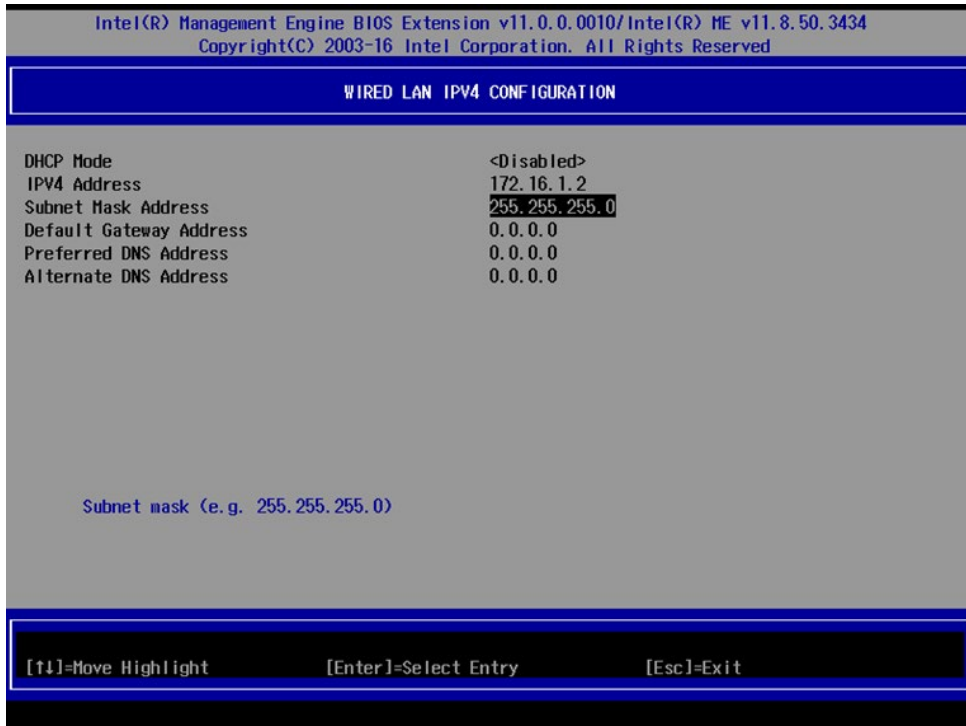 Intel(R) Management Engine BIOS Extension v11.0.0.0010/Intel(R) ME v11.8.50.3434
Copyright(C) 2003-16 Intel Corporation. All Rights Reserved
WIRED LAN IPV4 CONFIGURATION
DHCP Mode <Disabled>
IPV4 Address 172.16.1.2
Subnet Mask Address 255.255.255.0
Default Gateway Address 0.0.0.0
Preferred DNS Address 0.0.0.0
Alternate DNS Address 0.0.0.0
Subnet mask (e.g. 255.255.255.0)
[↑↓]=Move Highlight [Enter]=Select Entry [Esc]=Exit